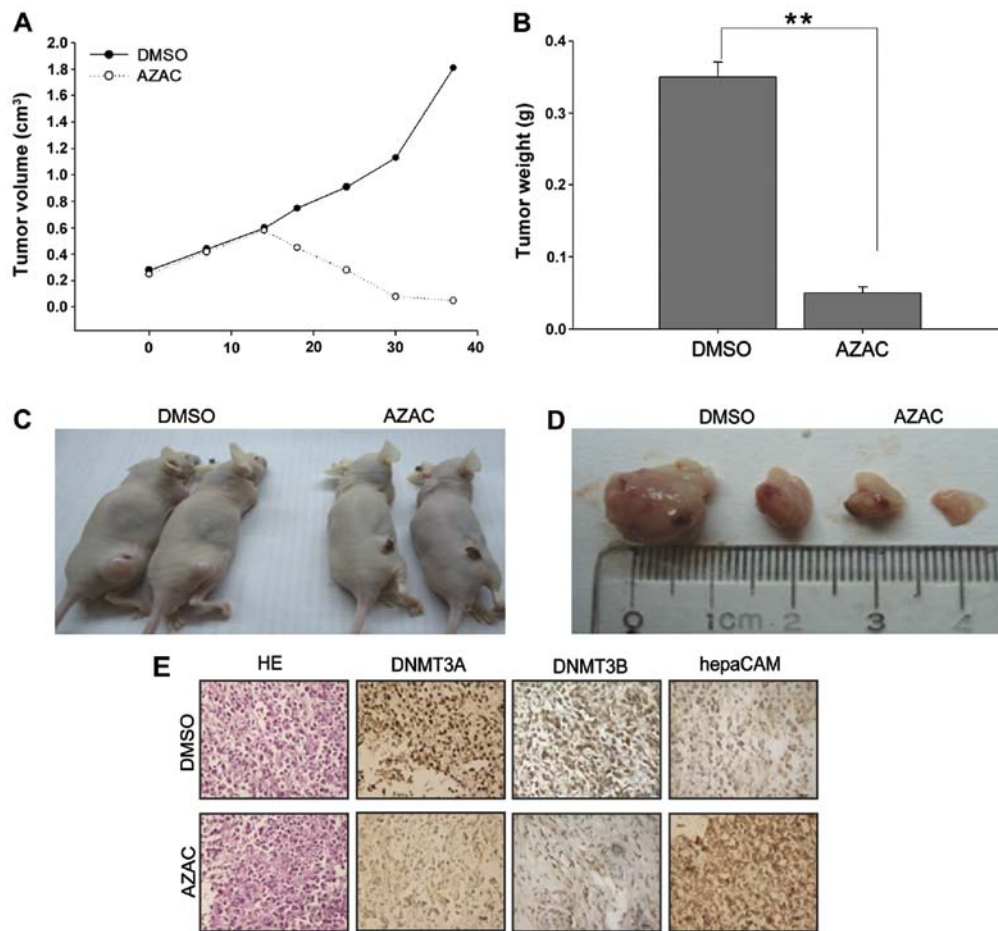 A
2.0
1.8
1.6
1.4
1.2
1.0
0.8
0.6
0.4
0.2
0.0
Tumor volume (cm³)
DMSO
AZAC
0 10 20 30 40
B
**
0.4
0.3
0.2
0.1
0.0
Tumor weight (g)
DMSO AZAC
C DMSO AZAC
D DMSO AZAC
0 1cm. 2 3 4
E HE DNMT3A DNMT3B hepaCAM
DMSO
AZAC